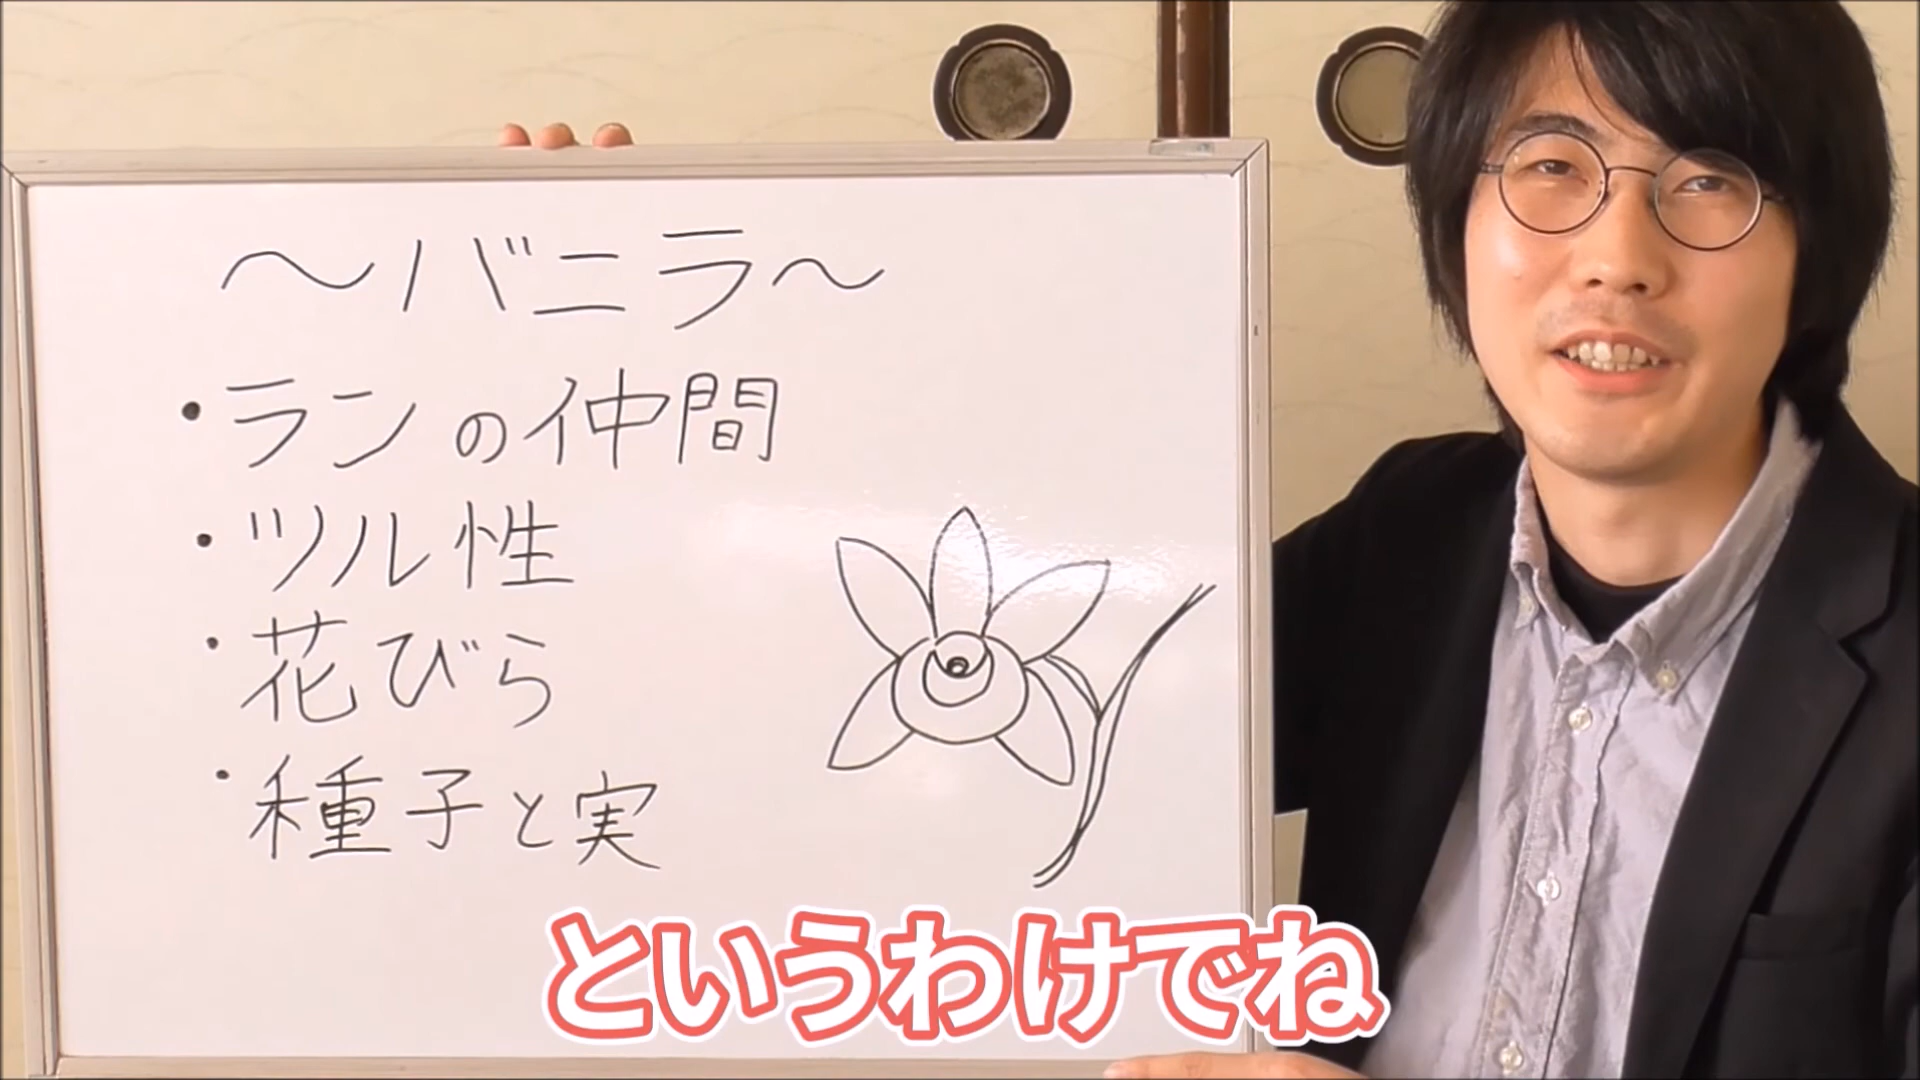 ～バニラ～
・ランの仲間
・ツル性
・花びら
・種子と実
というわけでね